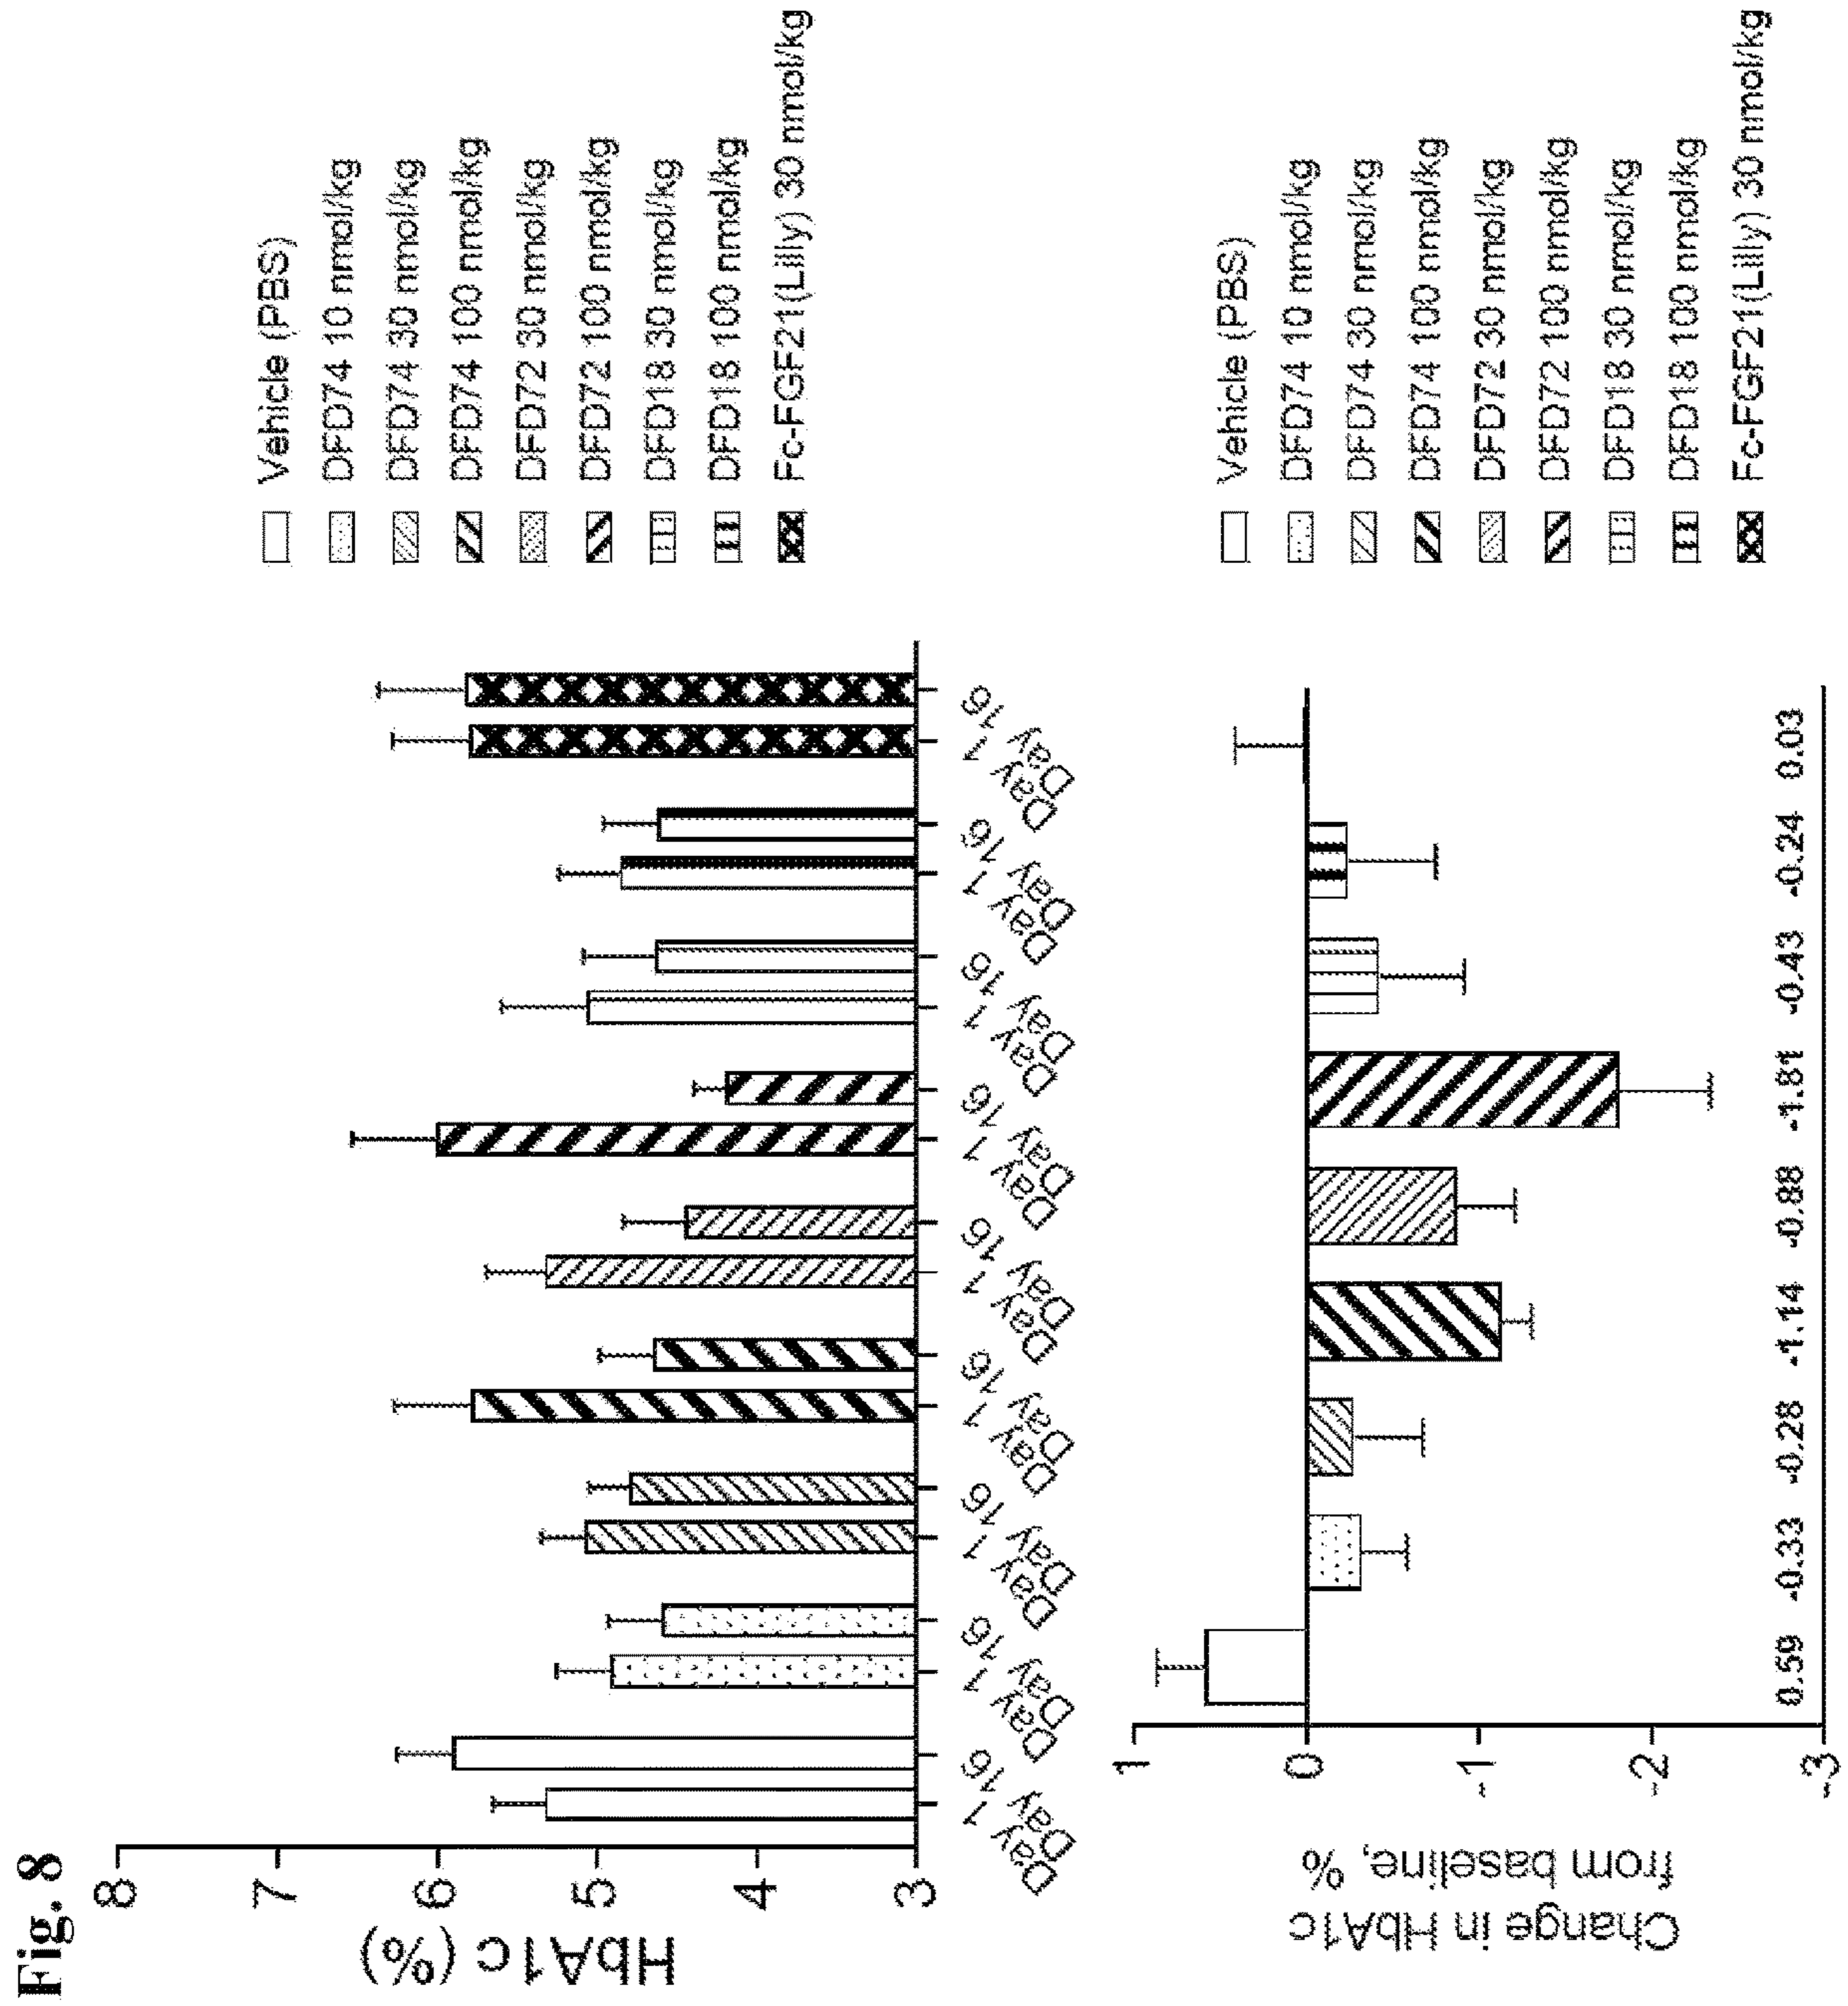 Fig. 8
HbA1c (%)
8
7
6
5
4
3
Day 1
Day 16
Day 1
Day 16
Day 1
Day 16
Day 1
Day 16
Day 1
Day 16
Day 1
Day 16
Day 1
Day 16
Day 1
Day 16
Day 1
Day 16
Vehicle (PBS)
DFD74 10 nmol/kg
DFD74 30 nmol/kg
DFD74 100 nmol/kg
DFD72 30 nmol/kg
DFD72 100 nmol/kg
DFD18 30 nmol/kg
DFD18 100 nmol/kg
Fc-FGF21(Lilly) 30 nmol/kg
Change in HbA1c
from baseline, %
1
0
-1
-2
-3
0.59 -0.33 -0.28 -1.14 -0.88 -1.81 -0.43 -0.24 0.03
Vehicle (PBS)
DFD74 10 nmol/kg
DFD74 30 nmol/kg
DFD74 100 nmol/kg
DFD72 30 nmol/kg
DFD72 100 nmol/kg
DFD18 30 nmol/kg
DFD18 100 nmol/kg
Fc-FGF21(Lilly) 30 nmol/kg